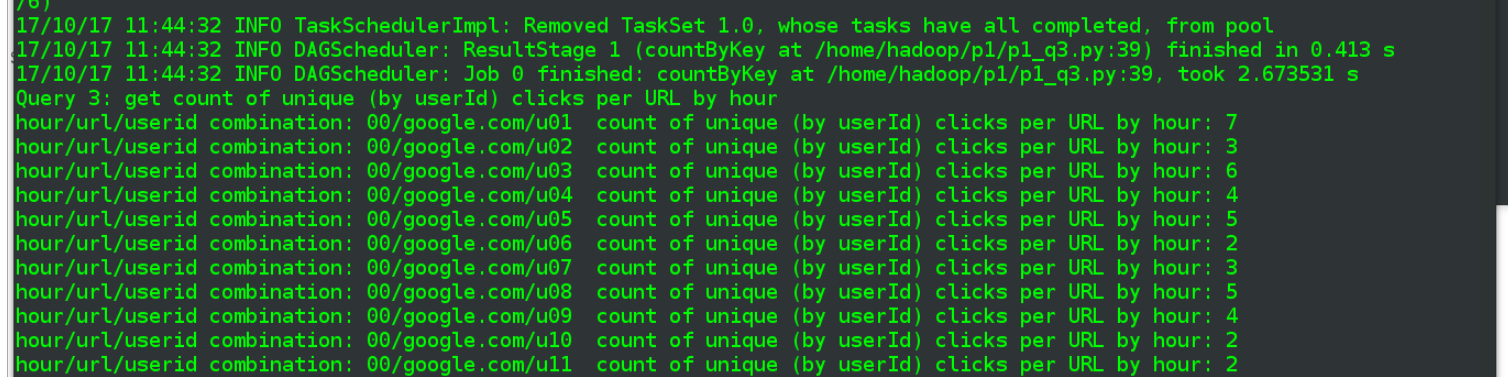 /6)
17/10/17 11:44:32 INFO TaskSchedulerImpl: Removed TaskSet 1.0, whose tasks have all completed, from pool
17/10/17 11:44:32 INFO DAGScheduler: ResultStage 1 (countByKey at /home/hadoop/p1/p1_q3.py:39) finished in 0.413 s
17/10/17 11:44:32 INFO DAGScheduler: Job 0 finished: countByKey at /home/hadoop/p1/p1_q3.py:39, took 2.673531 s
Query 3: get count of unique (by userId) clicks per URL by hour
hour/url/userid combination: 00/google.com/u01  count of unique (by userId) clicks per URL by hour: 7
hour/url/userid combination: 00/google.com/u02  count of unique (by userId) clicks per URL by hour: 3
hour/url/userid combination: 00/google.com/u03  count of unique (by userId) clicks per URL by hour: 6
hour/url/userid combination: 00/google.com/u04  count of unique (by userId) clicks per URL by hour: 4
hour/url/userid combination: 00/google.com/u05  count of unique (by userId) clicks per URL by hour: 5
hour/url/userid combination: 00/google.com/u06  count of unique (by userId) clicks per URL by hour: 2
hour/url/userid combination: 00/google.com/u07  count of unique (by userId) clicks per URL by hour: 3
hour/url/userid combination: 00/google.com/u08  count of unique (by userId) clicks per URL by hour: 5
hour/url/userid combination: 00/google.com/u09  count of unique (by userId) clicks per URL by hour: 4
hour/url/userid combination: 00/google.com/u10  count of unique (by userId) clicks per URL by hour: 2
hour/url/userid combination: 00/google.com/u11  count of unique (by userId) clicks per URL by hour: 2